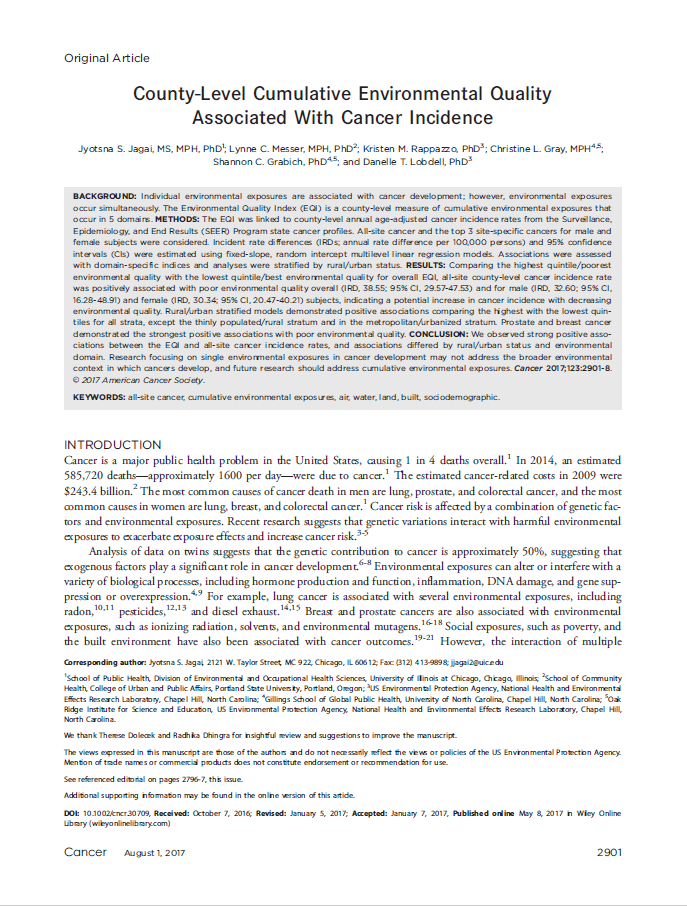 Original Article
County-Level Cumulative Environmental Quality
Associated With Cancer Incidence
Jyotsna S. Jagai, MS, MPH, PhD1; Lynne C. Messer, MPH, PhD2; Kristen M. Rappazzo, PhD3; Christine L. Gray, MPH4,5;
Shannon C. Grabich, PhD4,5; and Danelle T. Lobdell, PhD3
BACKGROUND: Individual environmental exposures are associated with cancer development; however, environmental exposures
occur simultaneously. The Environmental Quality Index (EQI) is a county-level measure of cumulative environmental exposures that
occur in 5 domains. METHODS: The EQI was linked to county-level annual age-adjusted cancer incidence rates from the Surveillance,
Epidemiology, and End Results (SEER) Program state cancer profiles. All-site cancer and the top 3 site-specific cancers for male and
female subjects were considered. Incident rate differences (IRDs; annual rate difference per 100,000 persons) and 95% confidence
intervals (CIs) were estimated using fixed-slope, random intercept multilevel linear regression models. Associations were assessed
with domain-specific indices and analyses were stratified by rural/urban status. RESULTS: Comparing the highest quintile/poorest
environmental quality with the lowest quintile/best environmental quality for overall EQI, all-site county-level cancer incidence rate
was positively associated with poor environmental quality overall (IRD, 38.55; 95% CI, 29.57-47.53) and for male (IRD, 32.60; 95% CI,
16.28-48.91) and female (IRD, 30.34; 95% CI, 20.47-40.21) subjects, indicating a potential increase in cancer incidence with decreasing
environmental quality. Rural/urban stratified models demonstrated positive associations comparing the highest with the lowest quin-
tiles for all strata, except the thinly populated/rural stratum and in the metropolitan/urbanized stratum. Prostate and breast cancer
demonstrated the strongest positive associations with poor environmental quality. CONCLUSION: We observed strong positive asso-
ciations between the EQI and all-site cancer incidence rates, and associations differed by rural/urban status and environmental
domain. Research focusing on single environmental exposures in cancer development may not address the broader environmental
context in which cancers develop, and future research should address cumulative environmental exposures. Cancer 2017;123:2901-8.
© 2017 American Cancer Society.
KEYWORDS: all-site cancer, cumulative environmental exposures, air, water, land, built, sociodemographic.
INTRODUCTION
Cancer is a major public health problem in the United States, causing 1 in 4 deaths overall.1 In 2014, an estimated
585,720 deaths—approximately 1600 per day—were due to cancer.1 The estimated cancer-related costs in 2009 were
$243.4 billion.2 The most common causes of cancer death in men are lung, prostate, and colorectal cancer, and the most
common causes in women are lung, breast, and colorectal cancer.1 Cancer risk is affected by a combination of genetic fac-
tors and environmental exposures. Recent research suggests that genetic variations interact with harmful environmental
exposures to exacerbate exposure effects and increase cancer risk.3-5
Analysis of data on twins suggests that the genetic contribution to cancer is approximately 50%, suggesting that
exogenous factors play a significant role in cancer development.6-8 Environmental exposures can alter or interfere with a
variety of biological processes, including hormone production and function, inflammation, DNA damage, and gene sup-
pression or overexpression.4,9 For example, lung cancer is associated with several environmental exposures, including
radon,10,11 pesticides,12,13 and diesel exhaust.14,15 Breast and prostate cancers are also associated with environmental
exposures, such as ionizing radiation, solvents, and environmental mutagens.16-18 Social exposures, such as poverty, and
the built environment have also been associated with cancer outcomes.19-21 However, the interaction of multiple
Corresponding author: Jyotsna S. Jagai, 2121 W. Taylor Street, MC 922, Chicago, IL 60612; Fax: (312) 413-9898; jjagai2@uic.edu
1School of Public Health, Division of Environmental and Occupational Health Sciences, University of Illinois at Chicago, Chicago, Illinois; 2School of Community
Health, College of Urban and Public Affairs, Portland State University, Portland, Oregon; 3US Environmental Protection Agency, National Health and Environmental
Effects Research Laboratory, Chapel Hill, North Carolina; 4Gillings School of Global Public Health, University of North Carolina, Chapel Hill, North Carolina; 5Oak
Ridge Institute for Science and Education, US Environmental Protection Agency, National Health and Environmental Effects Research Laboratory, Chapel Hill,
North Carolina.
We thank Therese Dolecek and Radhika Dhingra for insightful review and suggestions to improve the manuscript.
The views expressed in this manuscript are those of the authors and do not necessarily reflect the views or policies of the US Environmental Protection Agency.
Mention of trade names or commercial products does not constitute endorsement or recommendation for use.
See referenced editorial on pages 2796-7, this issue.
Additional supporting information may be found in the online version of this article.
DOI: 10.1002/cncr.30709, Received: October 7, 2016; Revised: January 5, 2017; Accepted: January 7, 2017, Published online May 8, 2017 in Wiley Online
Library (wileyonlinelibrary.com)
Cancer August 1, 2017 2901